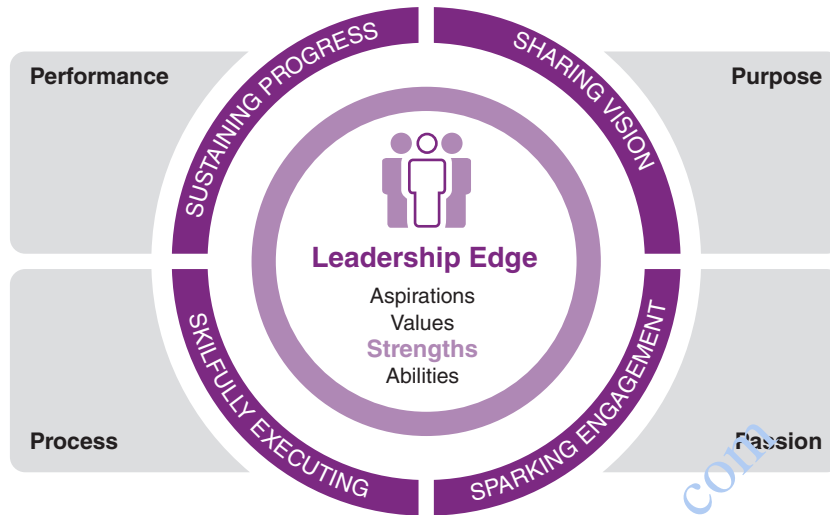 SUSTAINING PROGRESS
SHARING VISION
Performance
Purpose
Leadership Edge
Aspirations
Values
Strengths
Abilities
SKILFULLY EXECUTING
SPARKING ENGAGEMENT
Process
Passion
com